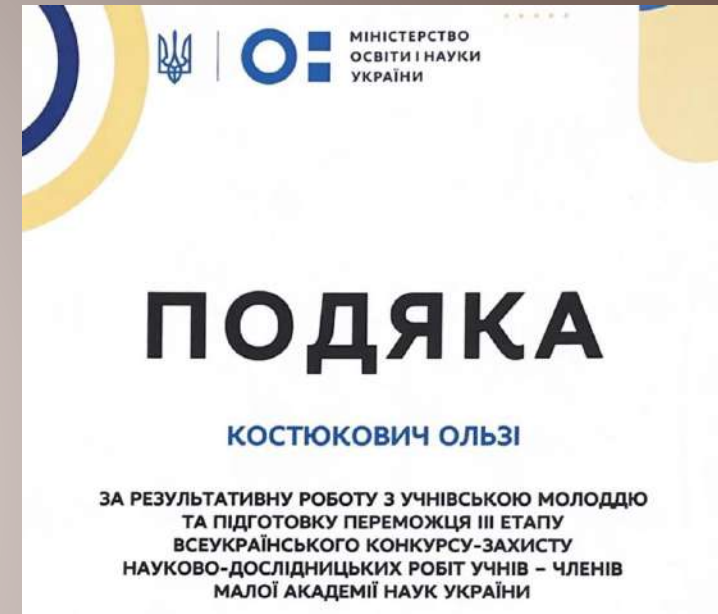 МІНІСТЕРСТВО
ОСВІТИ І НАУКИ
УКРАЇНИ
ПОДЯКА
КОСТЮКОВИЧ ОЛЬЗІ
ЗА РЕЗУЛЬТАТИВНУ РОБОТУ З УЧНІВСЬКОЮ МОЛОДДЮ
ТА ПІДГОТОВКУ ПЕРЕМОЖЦЯ ІІІ ЕТАПУ
ВСЕУКРАЇНСЬКОГО КОНКУРСУ-ЗАХИСТУ
НАУКОВО-ДОСЛІДНИЦЬКИХ РОБІТ УЧНІВ – ЧЛЕНІВ
МАЛОЇ АКАДЕМІЇ НАУК УКРАЇНИ